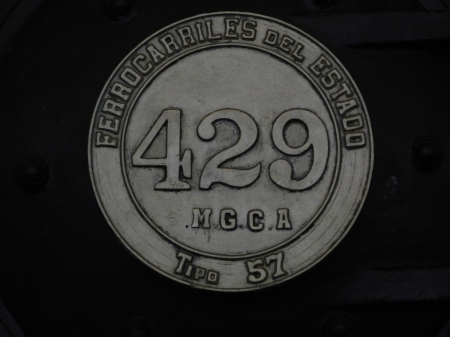 FERROCARRILES DEL ESTADO
429
M.G.C.A
TIPO 57